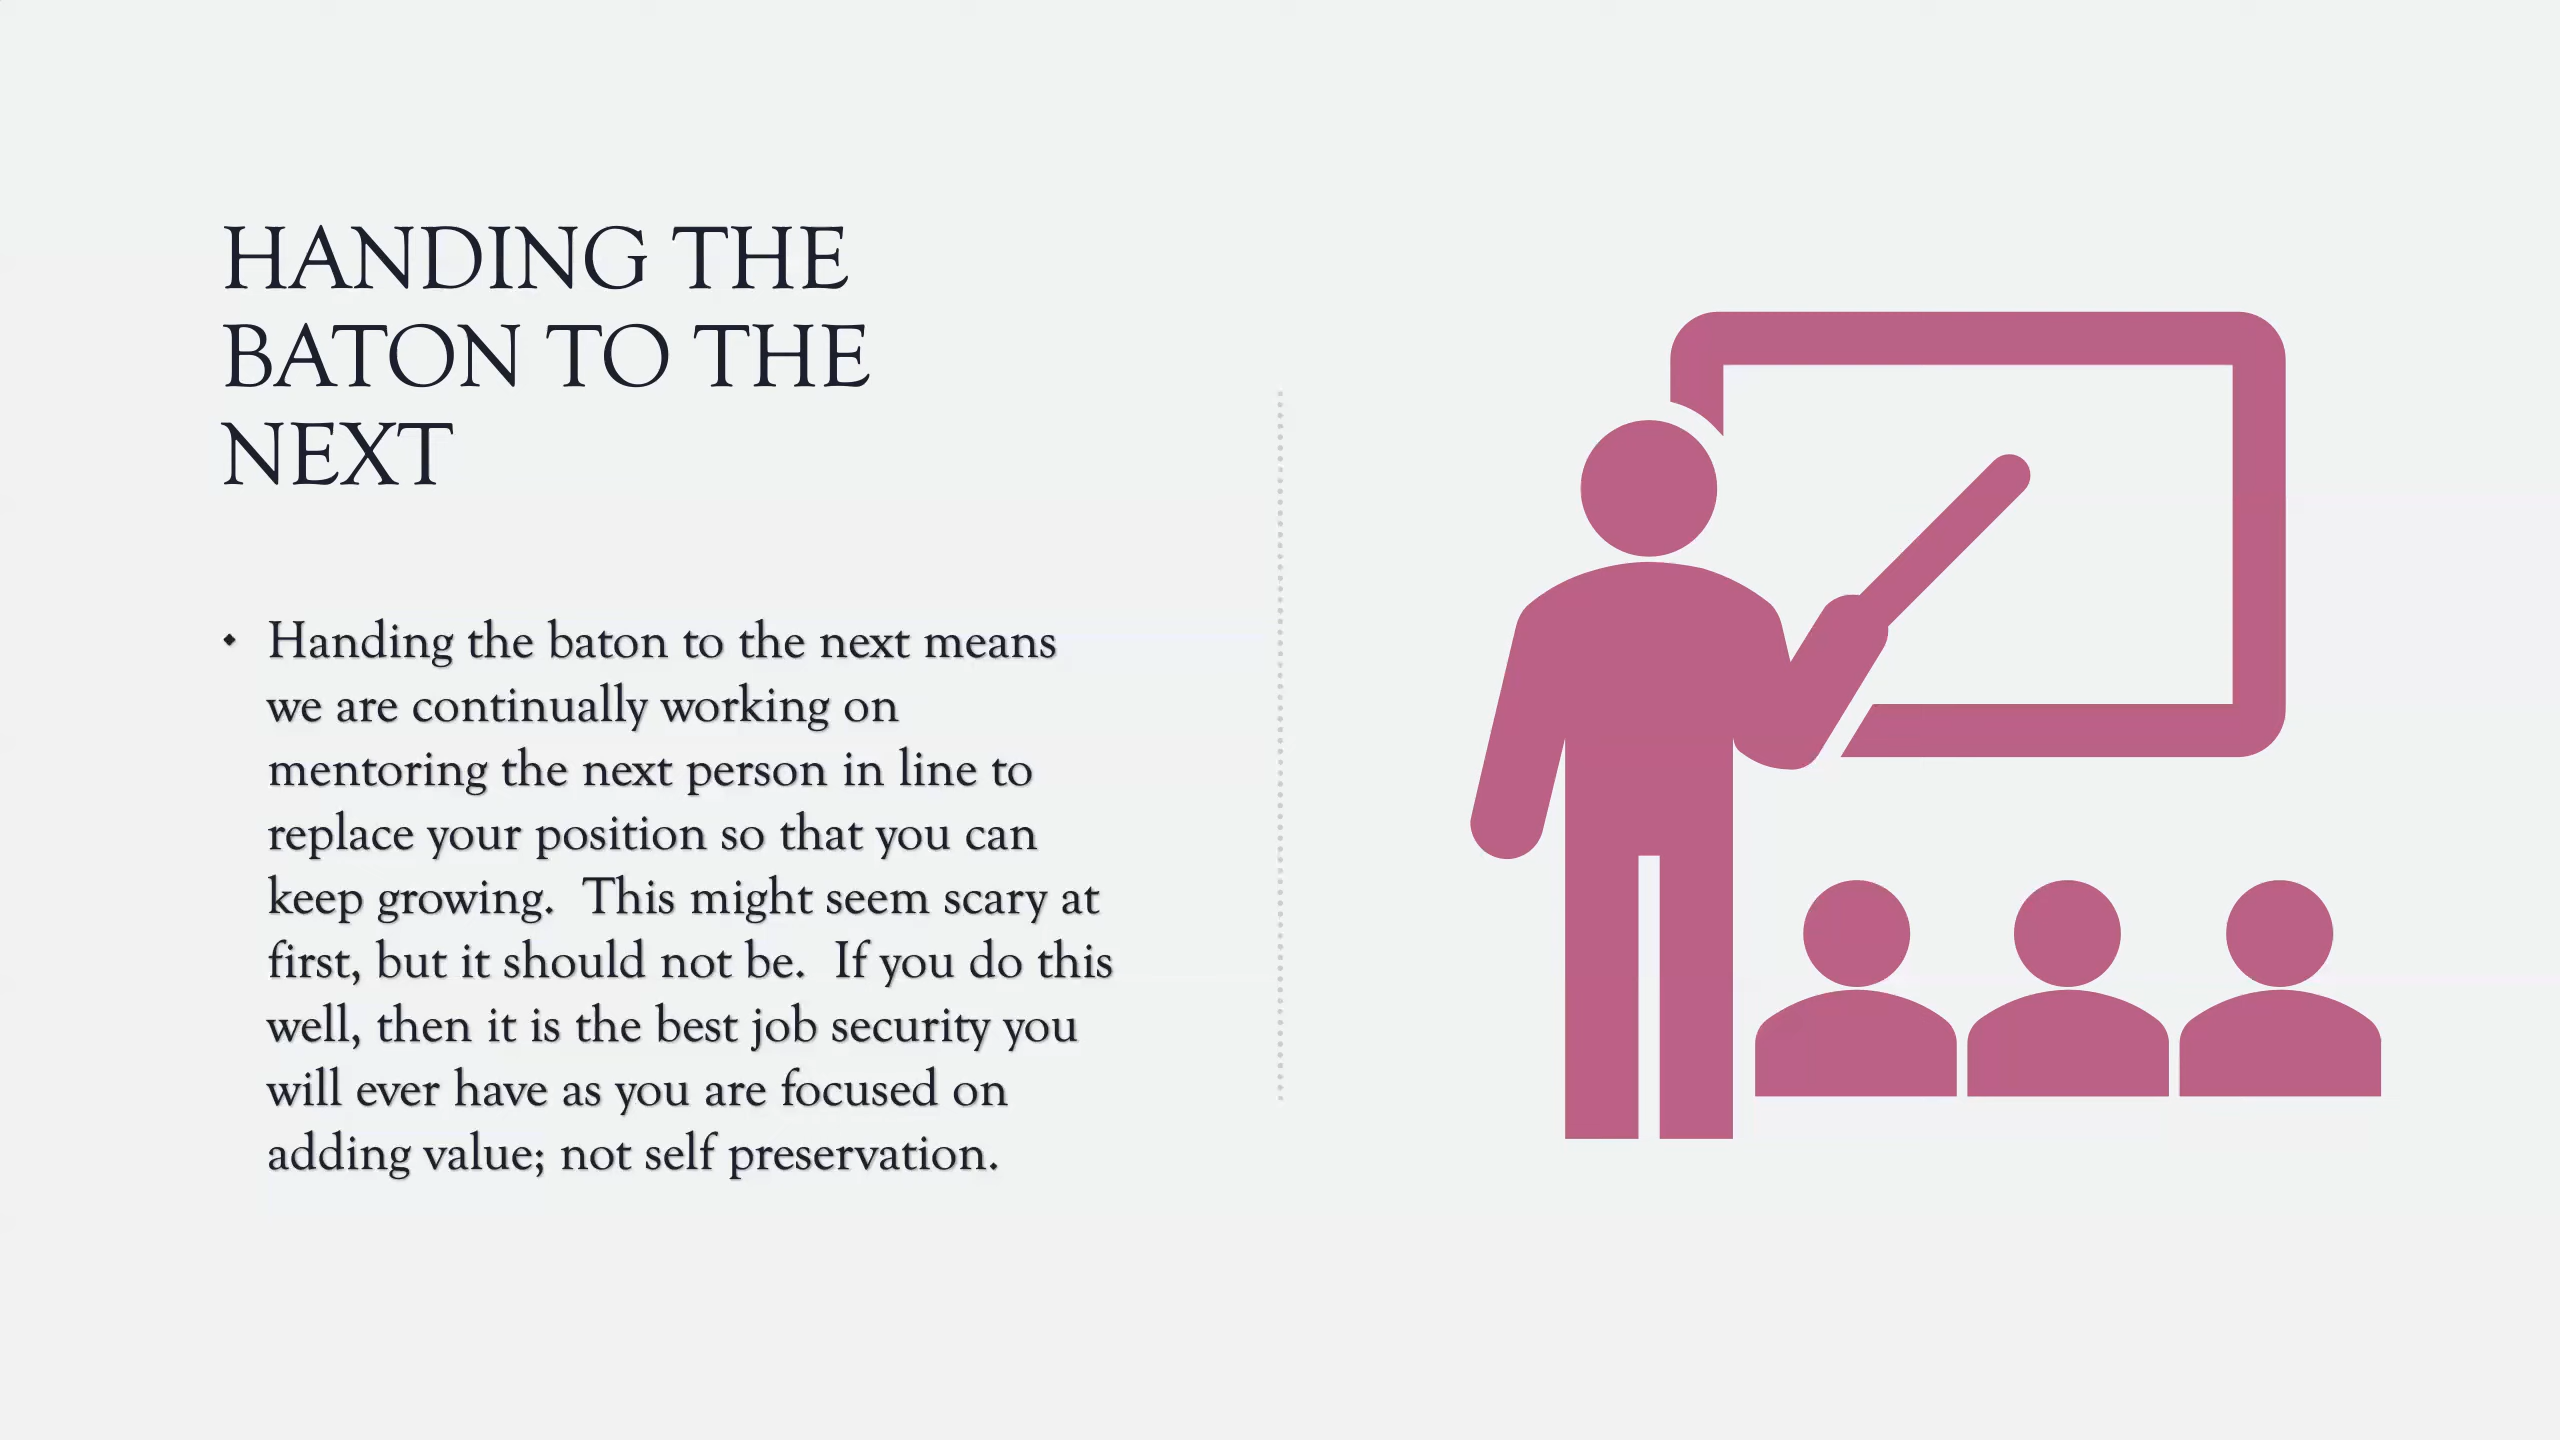 HANDING THE
BATON TO THE
NEXT
Handing the baton to the next means
we are continually working on
mentoring the next person in line to
replace your position so that you can
keep growing.  This might seem scary at
first, but it should not be.  If you do this
well, then it is the best job security you
will ever have as you are focused on
adding value; not self preservation.